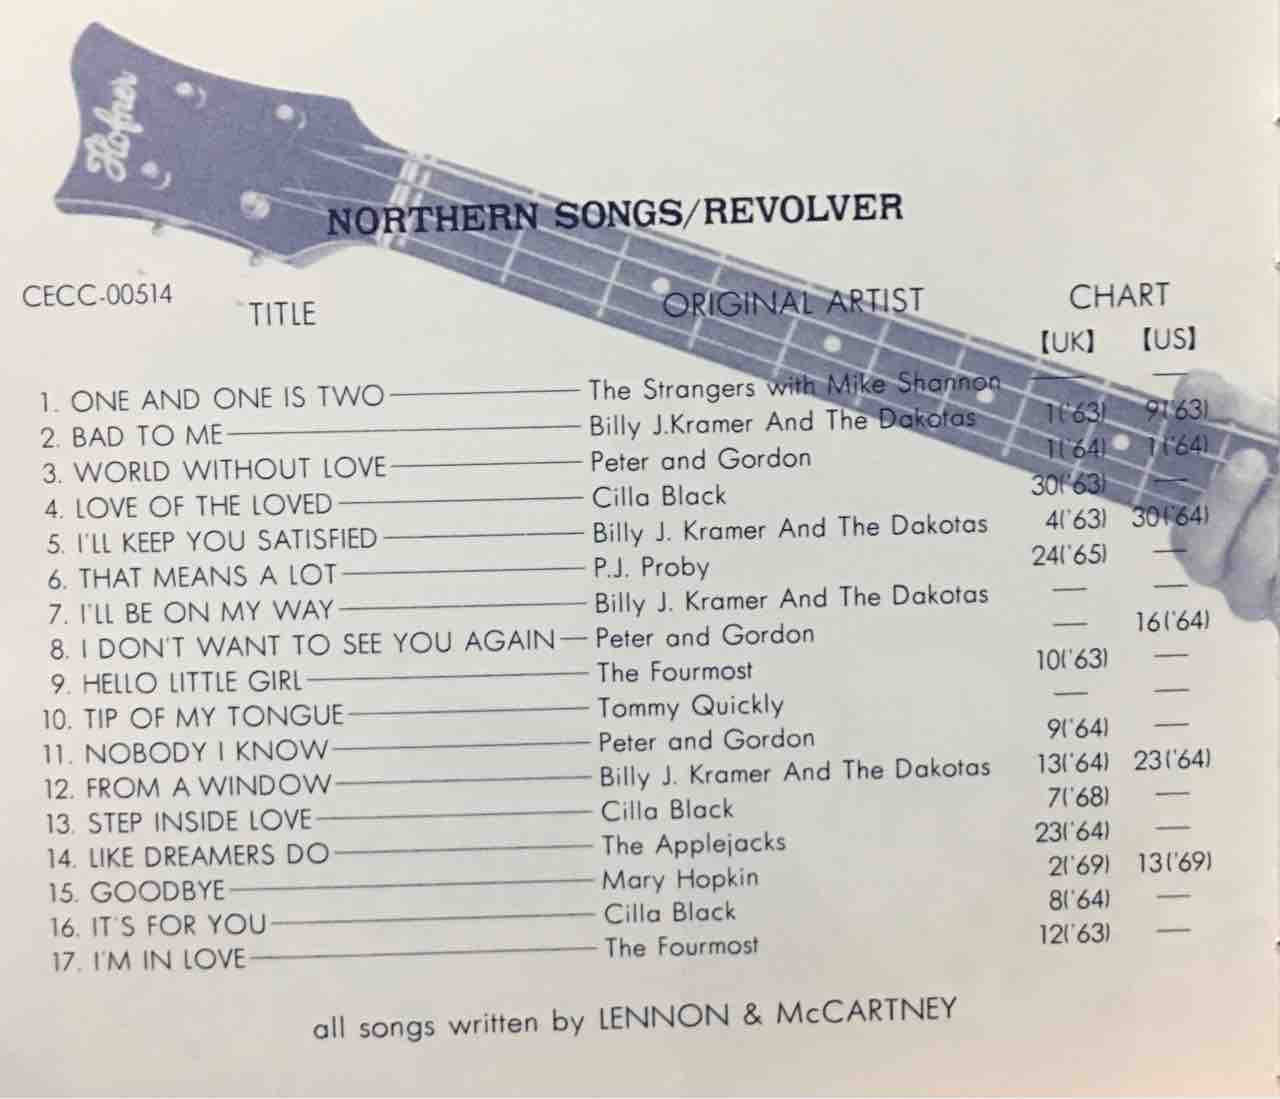 Hofner
NORTHERN SONGS/REVOLVER
CECC-00514
TITLE ORIGINAL ARTIST CHART
【UK】 【US】
1. ONE AND ONE IS TWO — The Strangers with Mike Shannon — —
2. BAD TO ME — Billy J.Kramer And The Dakotas 1('63) 9('63)
3. WORLD WITHOUT LOVE — Peter and Gordon 1('64) 1('64)
4. LOVE OF THE LOVED — Cilla Black 30('63) —
5. I'LL KEEP YOU SATISFIED — Billy J. Kramer And The Dakotas 4('63) 30('64)
6. THAT MEANS A LOT — P.J. Proby 24('65) —
7. I'LL BE ON MY WAY — Billy J. Kramer And The Dakotas — —
8. I DON'T WANT TO SEE YOU AGAIN — Peter and Gordon — 16('64)
9. HELLO LITTLE GIRL — The Fourmost 10('63) —
10. TIP OF MY TONGUE — Tommy Quickly — —
11. NOBODY I KNOW — Peter and Gordon 9('64) —
12. FROM A WINDOW — Billy J. Kramer And The Dakotas 13('64) 23('64)
13. STEP INSIDE LOVE — Cilla Black 7('68) —
14. LIKE DREAMERS DO — The Applejacks 23('64) —
15. GOODBYE — Mary Hopkin 2('69) 13('69)
16. IT'S FOR YOU — Cilla Black 8('64) —
17. I'M IN LOVE — The Fourmost 12('63) —
all songs written by LENNON & McCARTNEY